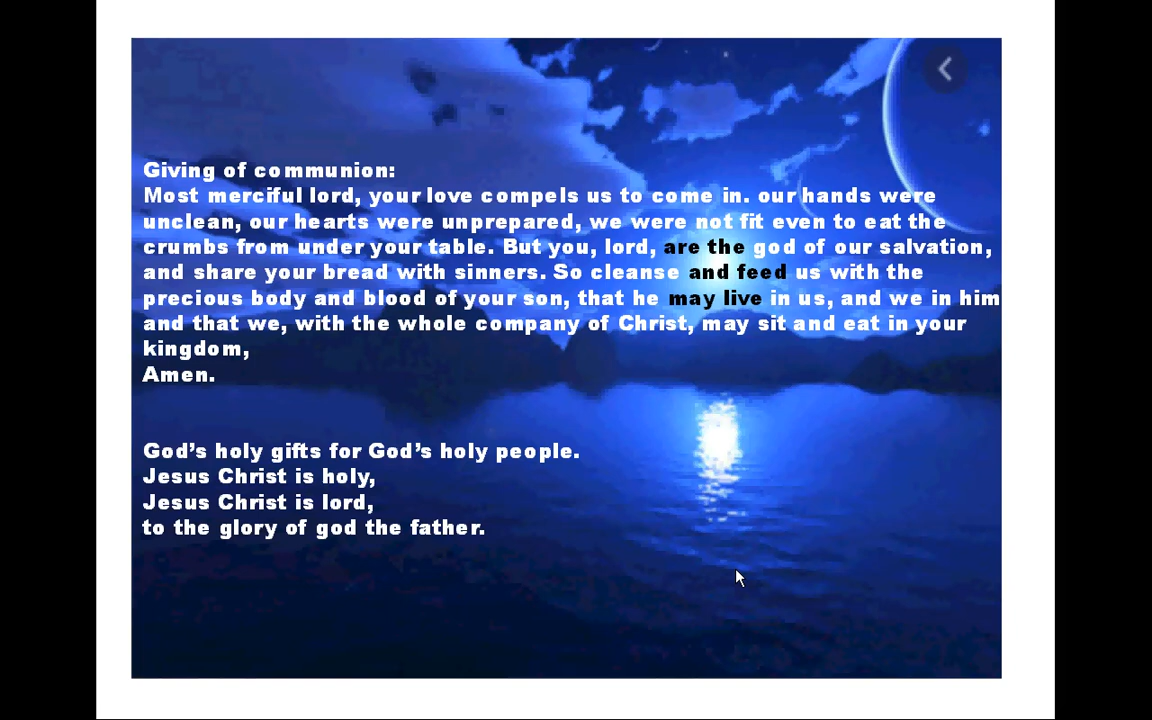 Giving of communion:
Most merciful lord, your love compels us to come in. our hands were
unclean, our hearts were unprepared, we were not fit even to eat the
crumbs from under your table. But you, lord, are the god of our salvation,
and share your bread with sinners. So cleanse and feed us with the
precious body and blood of your son, that he may live in us, and we in him
and that we, with the whole company of Christ, may sit and eat in your
kingdom,
Amen.
God’s holy gifts for God’s holy people.
Jesus Christ is holy,
Jesus Christ is lord,
to the glory of god the father.